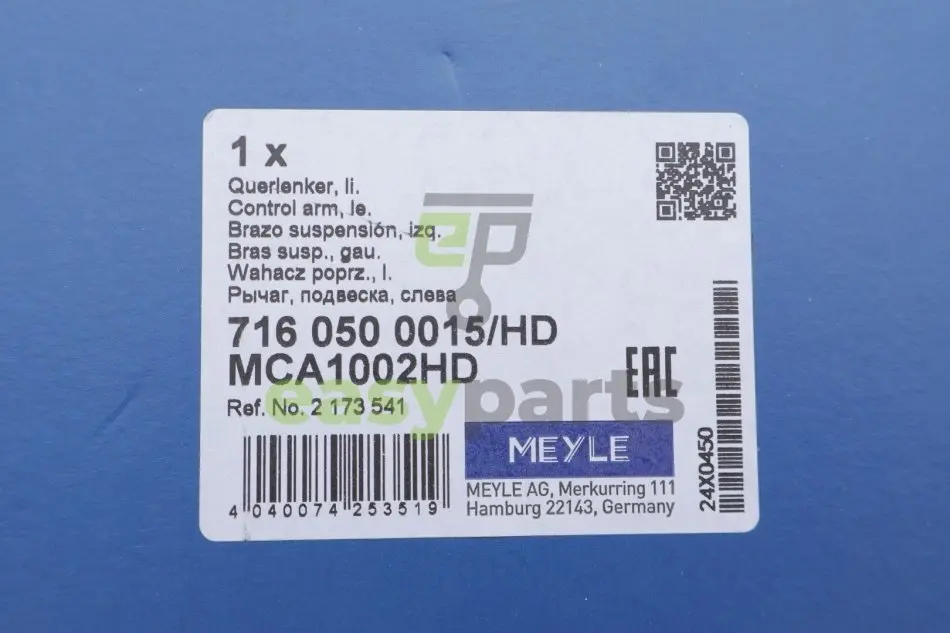 1 x
Querlenker, li.
Control arm, le.
Brazo suspensión, izq.
Bras susp., gau.
Wahacz poprz., l.
Рычаг, подвеска, слева
716 050 0015/HD
MCA1002HD
Ref. No. 2 173 541
EAC
4 040074 253519
MEYLE
MEYLE AG, Merkurring 111
Hamburg 22143, Germany
24X0450
ep
easyparts